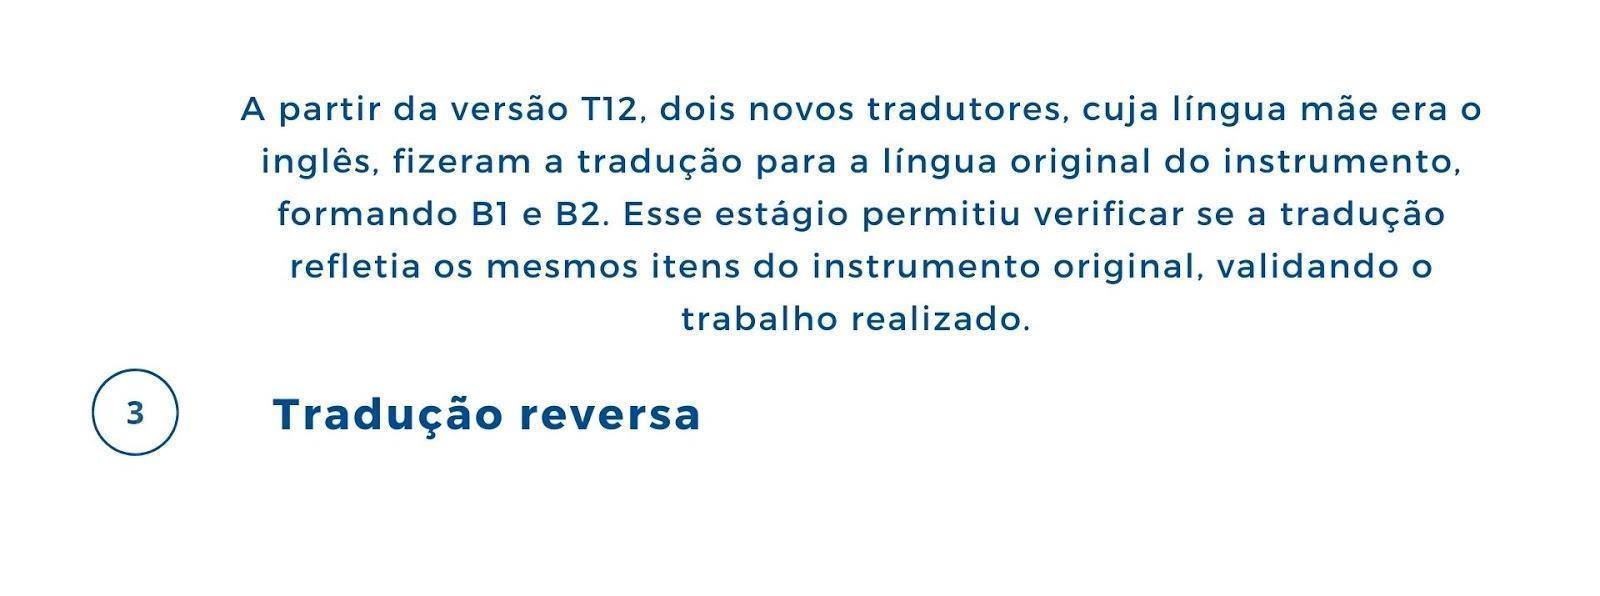 A partir da versão T12, dois novos tradutores, cuja língua mãe era o
inglês, fizeram a tradução para a língua original do instrumento,
formando B1 e B2. Esse estágio permitiu verificar se a tradução
refletia os mesmos itens do instrumento original, validando o
trabalho realizado.
3 Tradução reversa